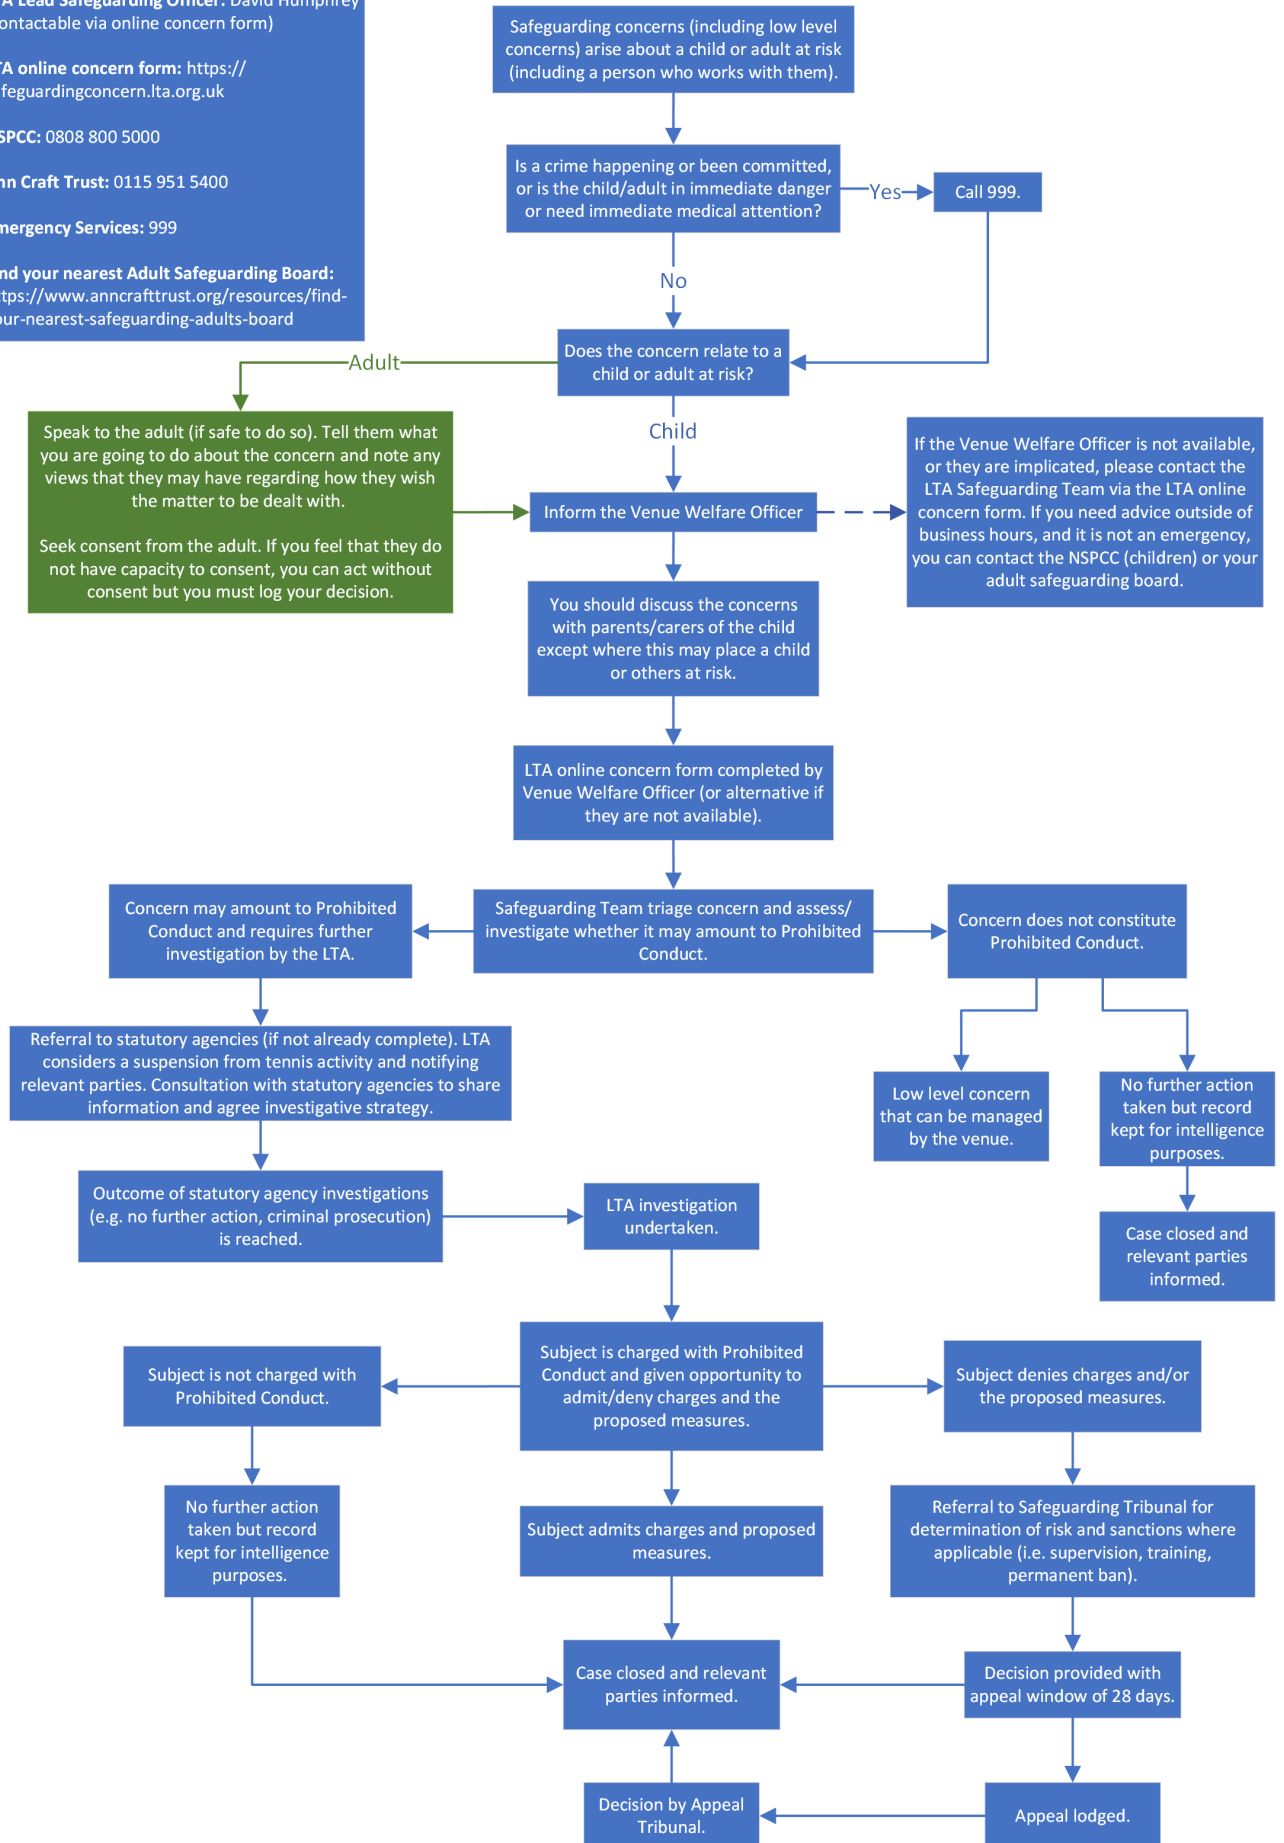 Lead Safeguarding Officer: David Humphrey
contactable via online concern form)
online concern form: https://
safeguardingconcern.lta.org.uk
NSPCC: 0808 800 5000
Ann Craft Trust: 0115 951 5400
Emergency Services: 999
Find your nearest Adult Safeguarding Board:
https://www.anncrafttrust.org/resources/find-
your-nearest-safeguarding-adults-board
Safeguarding concerns (including low level
concerns) arise about a child or adult at risk
(including a person who works with them).
Is a crime happening or been committed,
or is the child/adult in immediate danger
or need immediate medical attention?
Yes
Call 999.
No
Does the concern relate to a
child or adult at risk?
Adult
Child
Speak to the adult (if safe to do so). Tell them what
you are going to do about the concern and note any
views that they may have regarding how they wish
the matter to be dealt with.
Seek consent from the adult. If you feel that they do
not have capacity to consent, you can act without
consent but you must log your decision.
Inform the Venue Welfare Officer
If the Venue Welfare Officer is not available,
or they are implicated, please contact the
LTA Safeguarding Team via the LTA online
concern form. If you need advice outside of
business hours, and it is not an emergency,
you can contact the NSPCC (children) or your
adult safeguarding board.
You should discuss the concerns
with parents/carers of the child
except where this may place a child
or others at risk.
LTA online concern form completed by
Venue Welfare Officer (or alternative if
they are not available).
Concern may amount to Prohibited
Conduct and requires further
investigation by the LTA.
Safeguarding Team triage concern and assess/
investigate whether it may amount to Prohibited
Conduct.
Concern does not constitute
Prohibited Conduct.
Referral to statutory agencies (if not already complete). LTA
considers a suspension from tennis activity and notifying
relevant parties. Consultation with statutory agencies to share
information and agree investigative strategy.
Low level concern
that can be managed
by the venue.
No further action
taken but record
kept for intelligence
purposes.
Outcome of statutory agency investigations
(e.g. no further action, criminal prosecution)
is reached.
LTA investigation
undertaken.
Case closed and
relevant parties
informed.
Subject is not charged with
Prohibited Conduct.
Subject is charged with Prohibited
Conduct and given opportunity to
admit/deny charges and the
proposed measures.
Subject denies charges and/or
the proposed measures.
No further action
taken but record
kept for intelligence
purposes.
Subject admits charges and proposed
measures.
Referral to Safeguarding Tribunal for
determination of risk and sanctions where
applicable (i.e. supervision, training,
permanent ban).
Case closed and relevant
parties informed.
Decision provided with
appeal window of 28 days.
Decision by Appeal
Tribunal.
Appeal lodged.